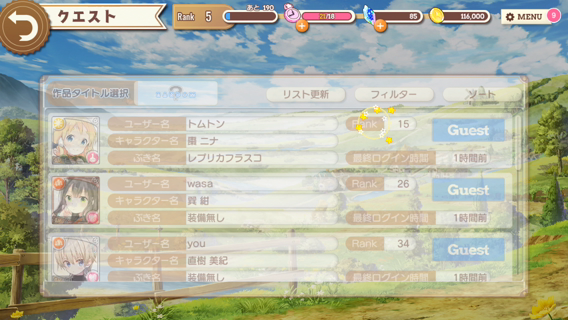 クエスト Rank 5 あと 190 21/18 85 116,000 MENU 9
作品タイトル選択 リスト更新 フィルター ソート
ユーザー名 トムトン Rank 15 Guest
キャラクター名 棗 ニナ
ぶき名 レプリカフラスコ 最終ログイン時間 1時間前
ユーザー名 wasa Rank 26 Guest
キャラクター名 巽 紺
ぶき名 装備無し 最終ログイン時間 1時間前
ユーザー名 you Rank 34 Guest
キャラクター名 直樹 美紀
ぶき名 装備無し 最終ログイン時間 1時間前